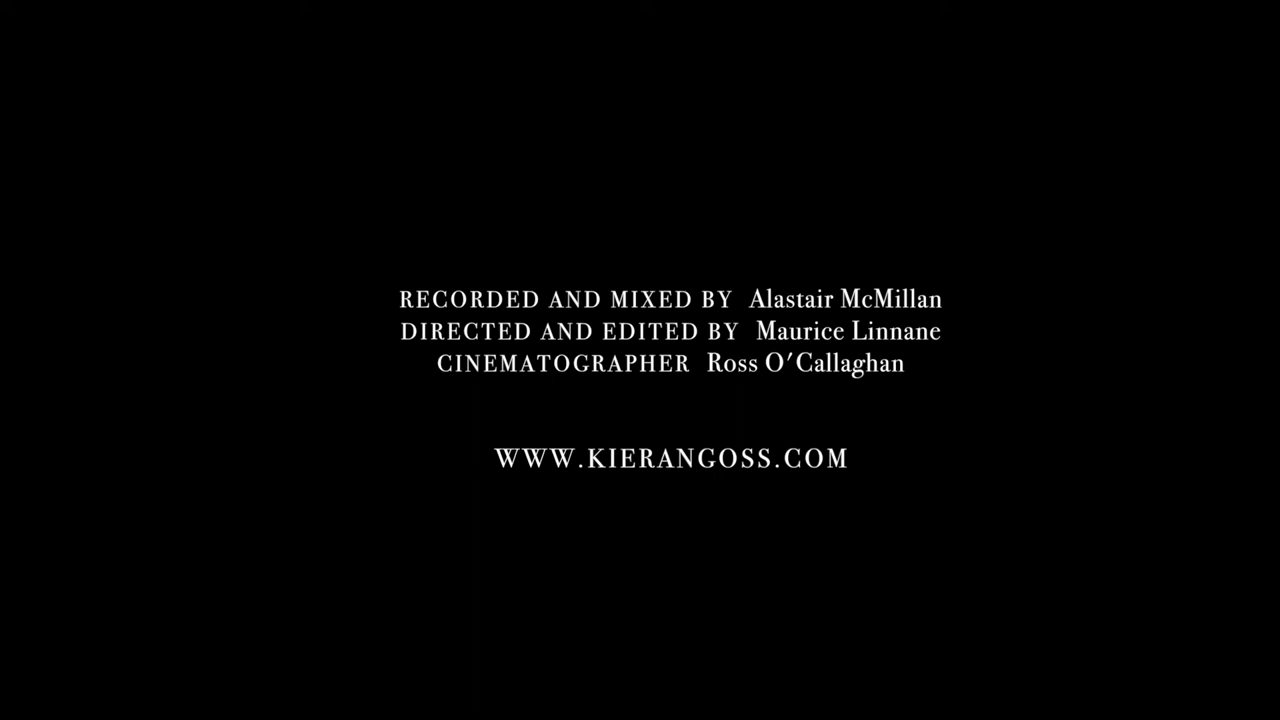 RECORDED AND MIXED BY Alastair McMillan
DIRECTED AND EDITED BY Maurice Linnane
CINEMATOGRAPHER Ross O'Callaghan
WWW.KIERANGOSS.COM